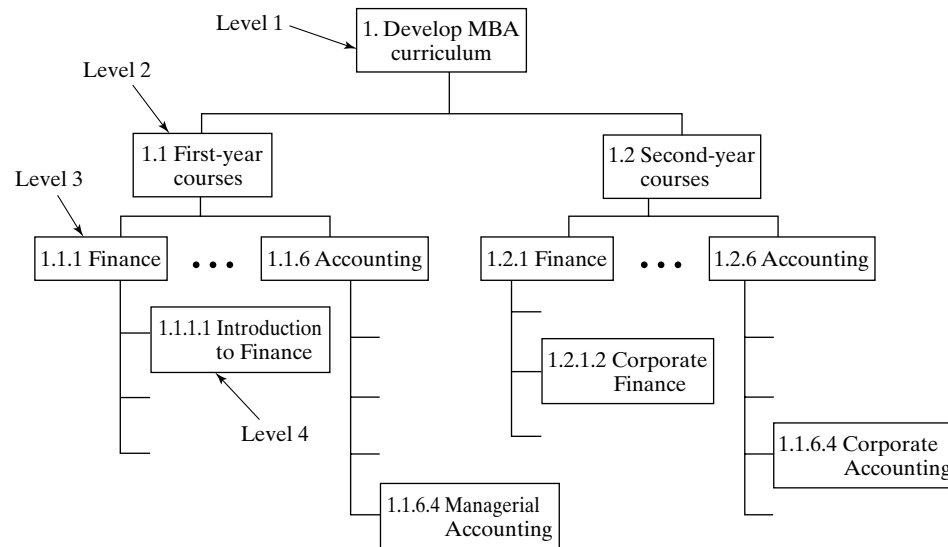 Level 1
1. Develop MBA
curriculum
Level 2
1.1 First-year
courses
1.2 Second-year
courses
Level 3
1.1.1 Finance
• • •
1.1.6 Accounting
1.2.1 Finance
• • •
1.2.6 Accounting
1.1.1.1 Introduction
to Finance
1.2.1.2 Corporate
Finance
Level 4
1.1.6.4 Corporate
Accounting
1.1.6.4 Managerial
Accounting